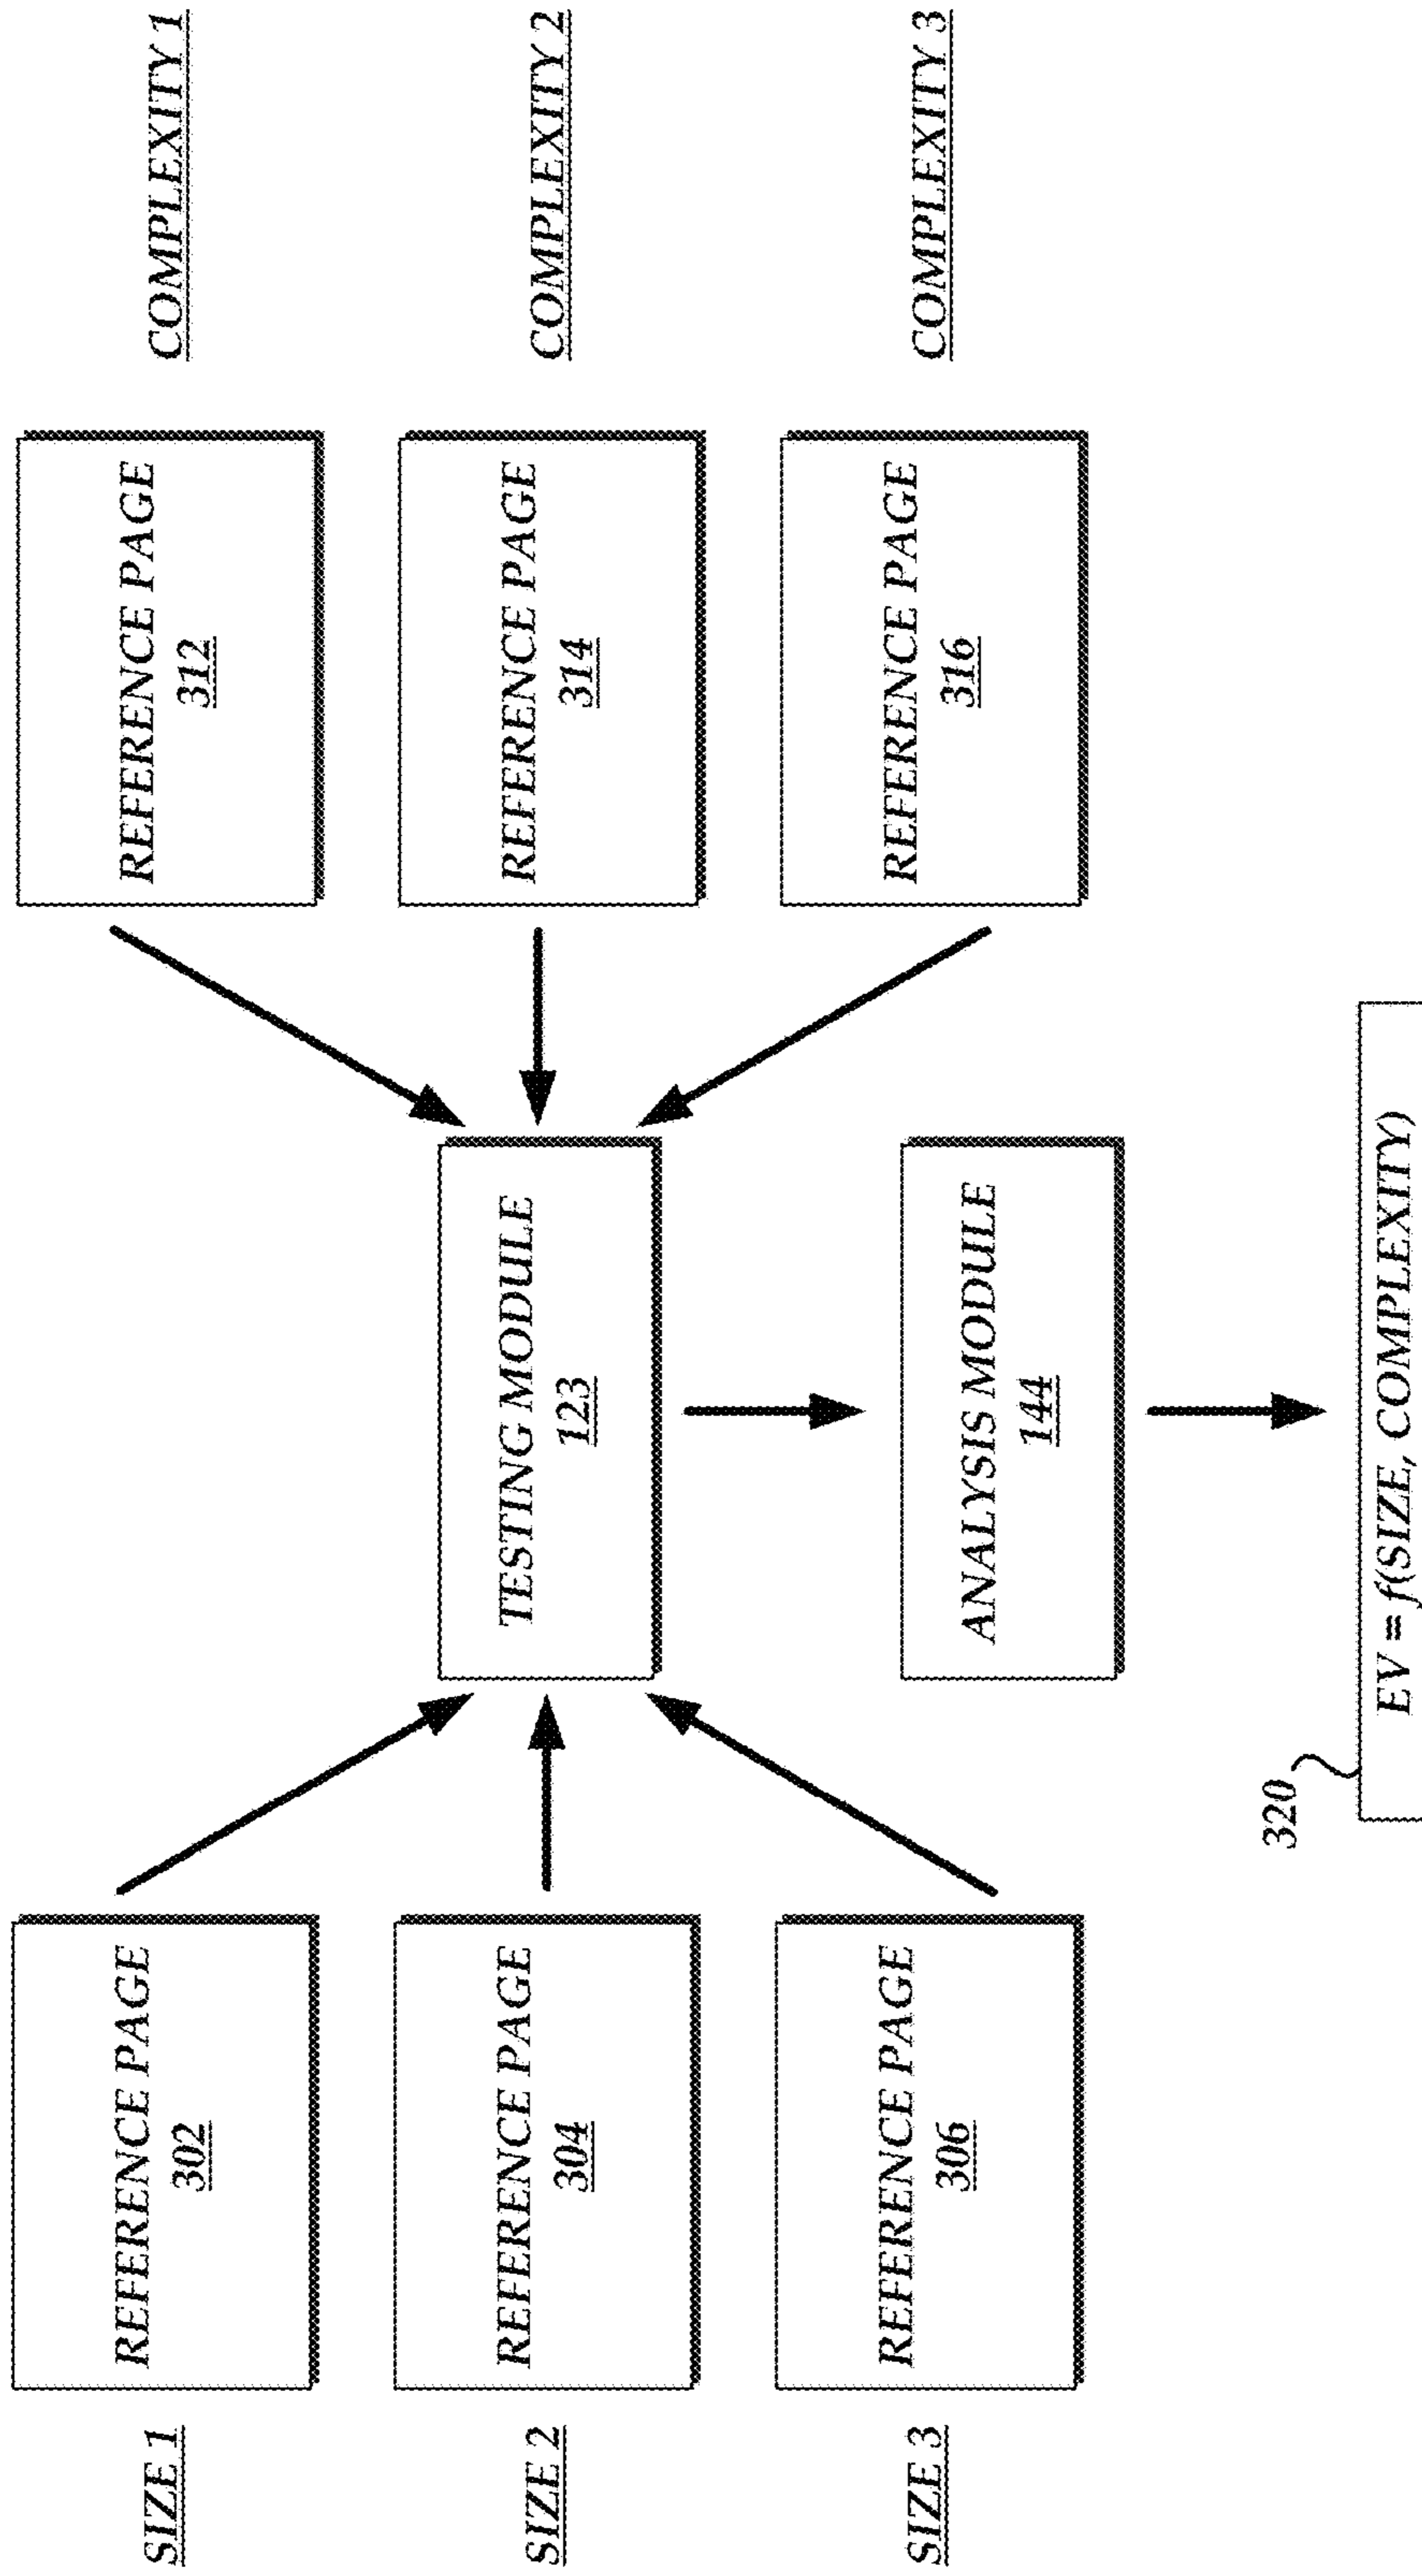 SIZE 1
REFERENCE PAGE
302
REFERENCE PAGE
312
COMPLEXITY 1
SIZE 2
REFERENCE PAGE
304
TESTING MODULE
123
REFERENCE PAGE
314
COMPLEXITY 2
SIZE 3
REFERENCE PAGE
306
ANALYSIS MODULE
144
REFERENCE PAGE
316
COMPLEXITY 3
320
EV = f(SIZE, COMPLEXITY)